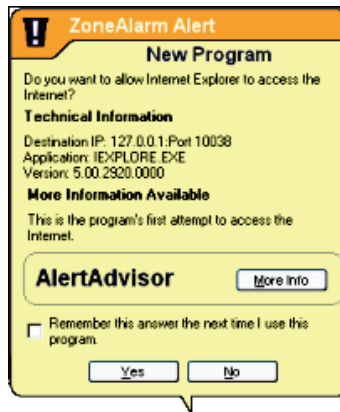 ZoneAlarm Alert
New Program
Do you want to allow Internet Explorer to access the
Internet?
Technical Information
Destination IP: 127.0.0.1:Port 10038
Application: IEXPLORE.EXE
Version: 5.00.2920.0000
More Information Available
This is the program's first attempt to access the
Internet.
AlertAdvisor
More Info
Remember this answer the next time I use this
program.
Yes
No